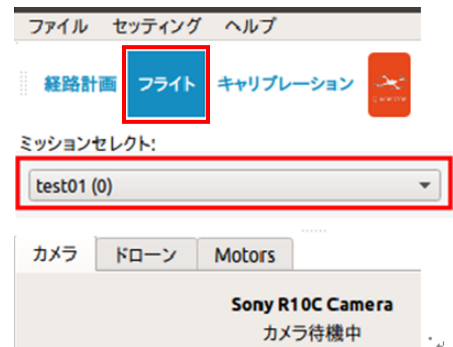 ファイル セッティング ヘルプ
経路計画 フライト キャリブレーション
ミッションセレクト:
test01 (0)
カメラ ドローン Motors
Sony R10C Camera
カメラ待機中